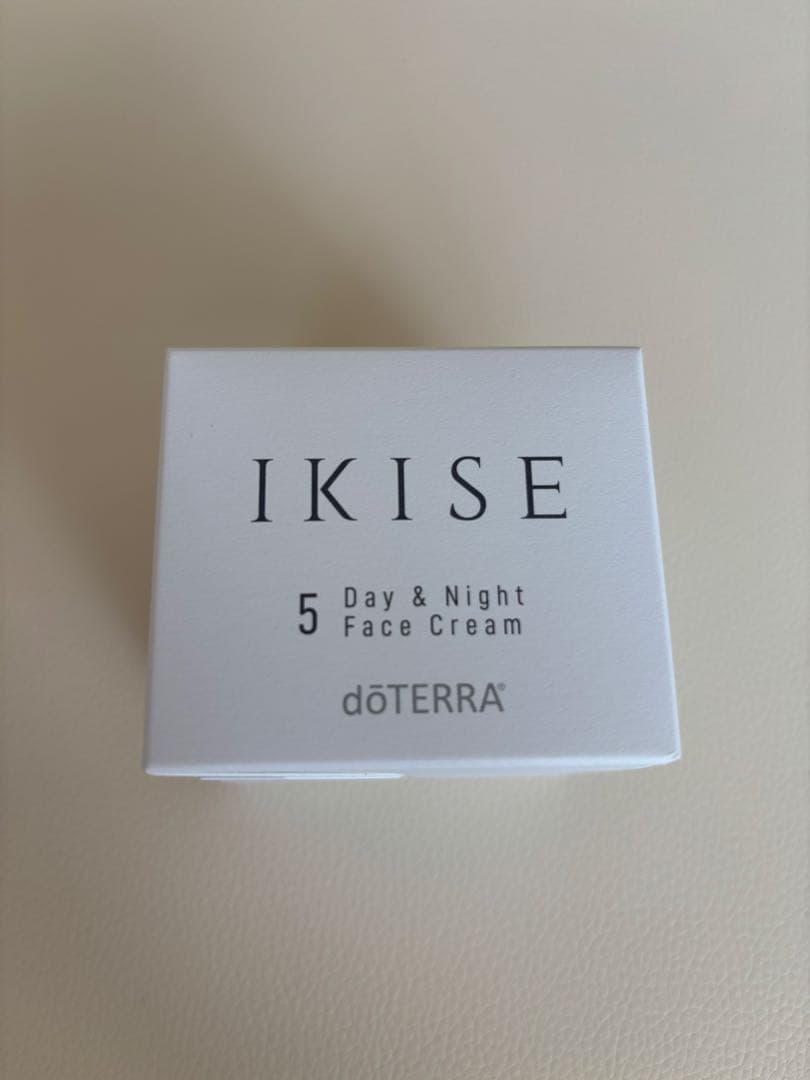 IKISE
5 Day & Night
Face Cream
dōTERRA®